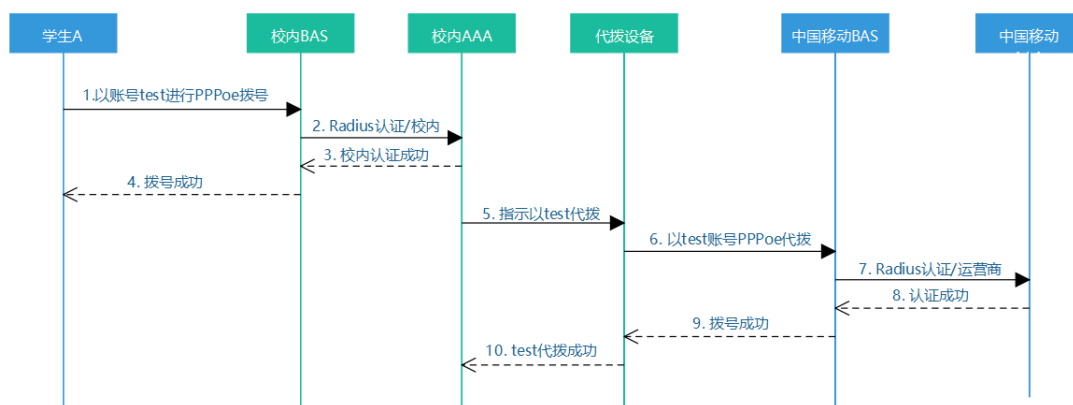 学生A
校内BAS
校内AAA
代拨设备
中国移动BAS
中国移动
1.以账号test进行PPPoe拨号
2. Radius认证/校内
3. 校内认证成功
4. 拨号成功
5. 指示以test代拨
6. 以test账号PPPoe代拨
7. Radius认证/运营商
8. 认证成功
9. 拨号成功
10. test代拨成功